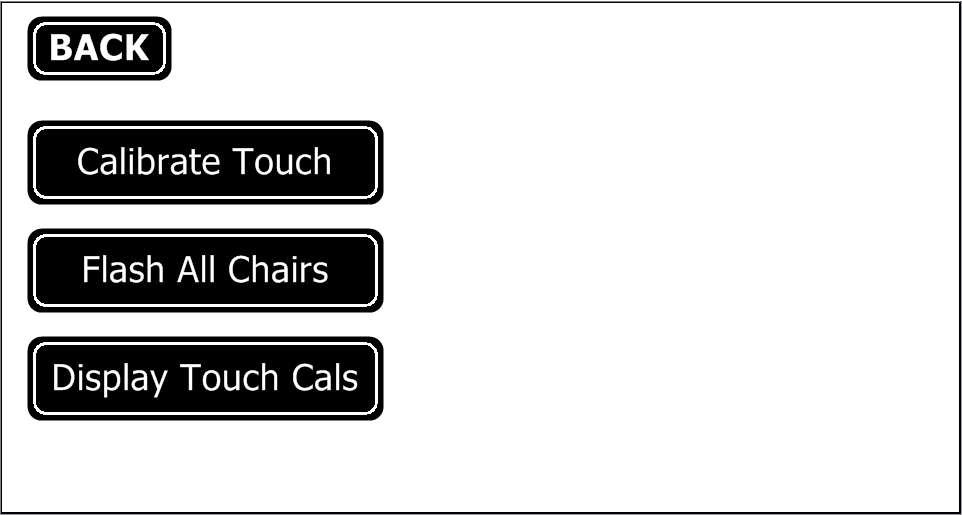 BACK
Calibrate Touch
Flash All Chairs
Display Touch Cals